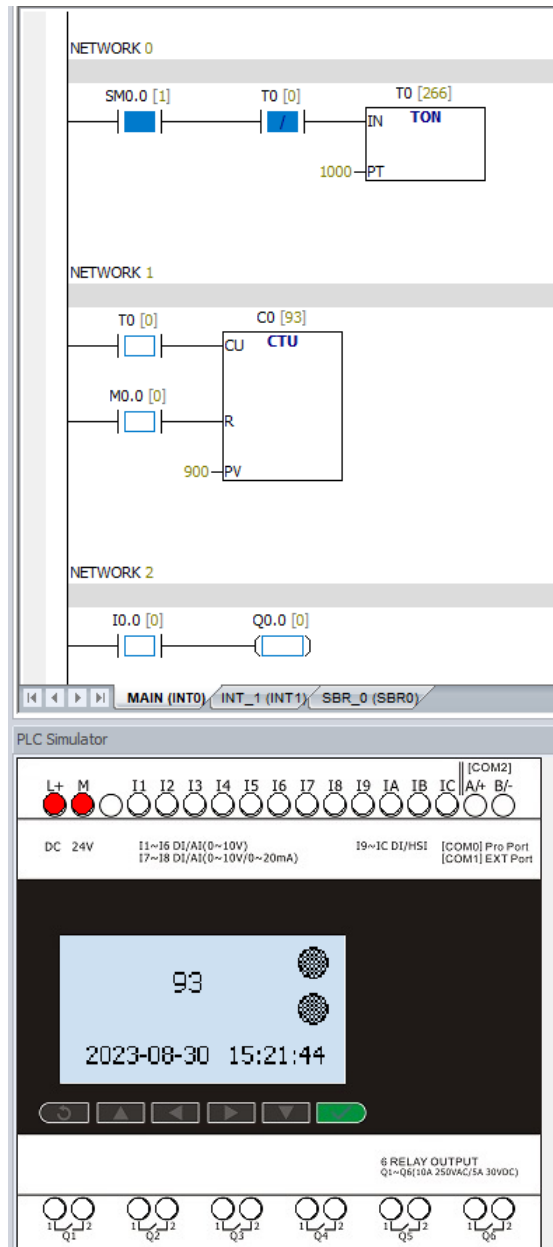 NETWORK 0
SM0.0 [1] T0 [0] T0 [266]
/ IN TON
1000 PT
NETWORK 1
T0 [0] C0 [93]
CU CTU
M0.0 [0]
R
900 PV
NETWORK 2
I0.0 [0] Q0.0 [0]
MAIN (INT0) INT_1 (INT1) SBR_0 (SBR0)
PLC Simulator
[COM2]
L+ M I1 I2 I3 I4 I5 I6 I7 I8 I9 IA IB IC A/+ B/-
DC 24V I1~I6 DI/AI(0~10V) I9~IC DI/HSI [COM0] Pro Port
I7~I8 DI/AI(0~10V/0~20mA) [COM1] EXT Port
93
2023-08-30 15:21:44
6 RELAY OUTPUT
Q1~Q6(10A 250VAC/5A 30VDC)
1 2 1 2 1 2 1 2 1 2 1 2
Q1 Q2 Q3 Q4 Q5 Q6